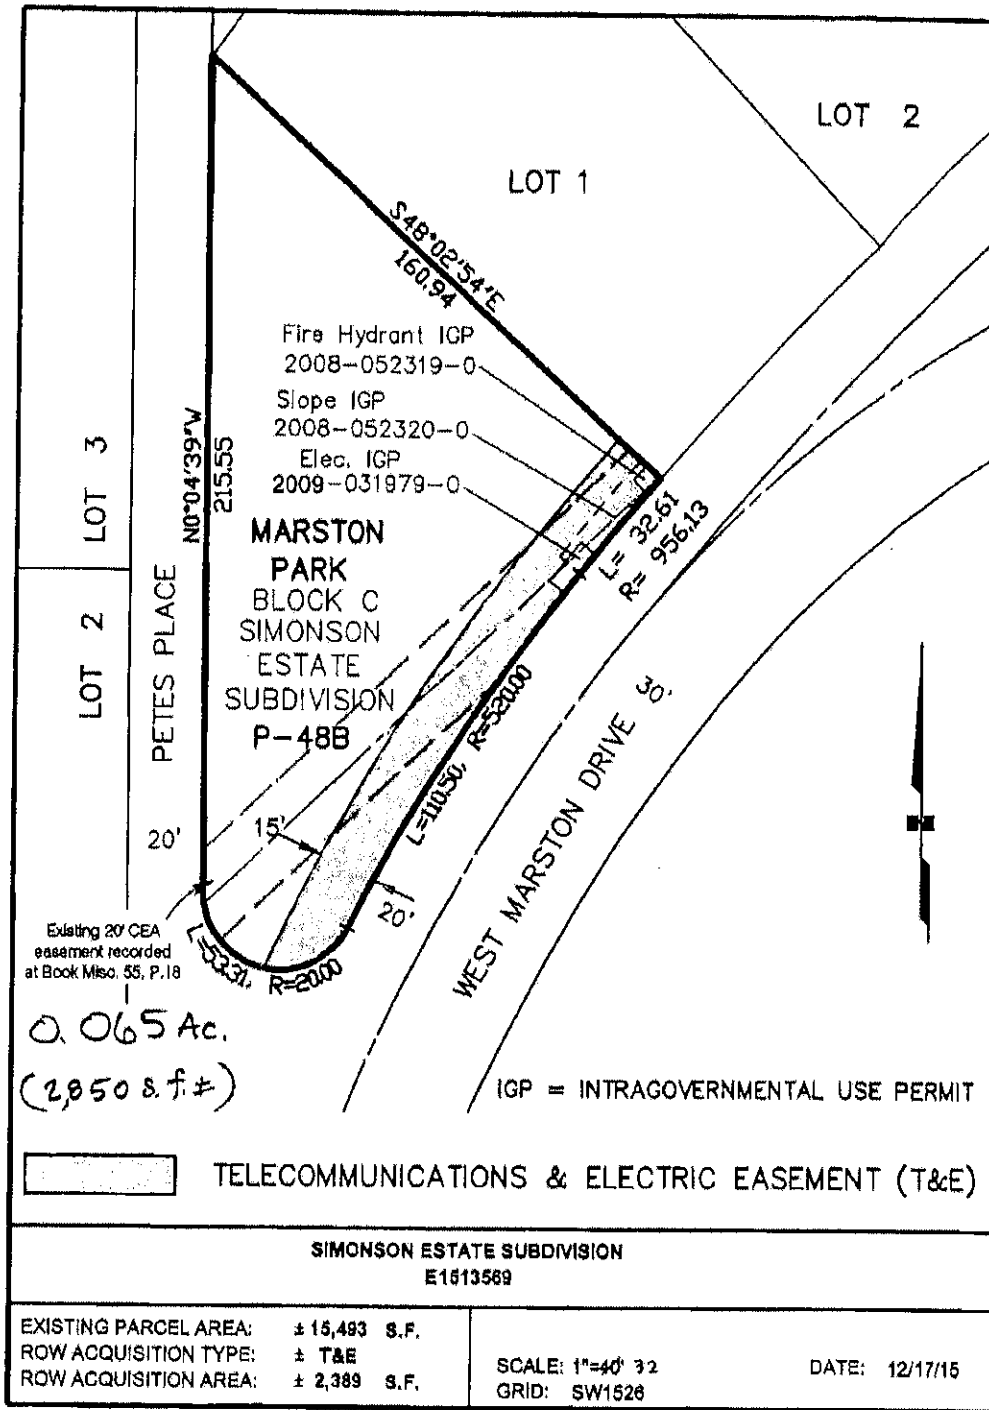 LOT 2
LOT 1
S48°02'54"E
160.94
Fire Hydrant IGP
2008-052319-0
Slope IGP
2008-052320-0
Elec. IGP
2009-031979-0
N0°04'39"W
215.55
LOT 3
LOT 2
PETES PLACE
MARSTON
PARK
BLOCK C
SIMONSON
ESTATE
SUBDIVISION
P-48B
L= 32.61
R= 956.13
L=110.50, R=520.00
30'
WEST MARSTON DRIVE
20'
15'
20'
Existing 20' CEA
easement recorded
at Book Misc. 55, P.18
L=53.31, R=20.00
0.065 Ac.
(2,850 s.f.±)
IGP = INTRAGOVERNMENTAL USE PERMIT
TELECOMMUNICATIONS & ELECTRIC EASEMENT (T&E)
SIMONSON ESTATE SUBDIVISION
E1513569
EXISTING PARCEL AREA: ± 15,493 S.F.
ROW ACQUISITION TYPE: ± T&E
ROW ACQUISITION AREA: ± 2,389 S.F.
SCALE: 1"=40' 32
GRID: SW1526
DATE: 12/17/15